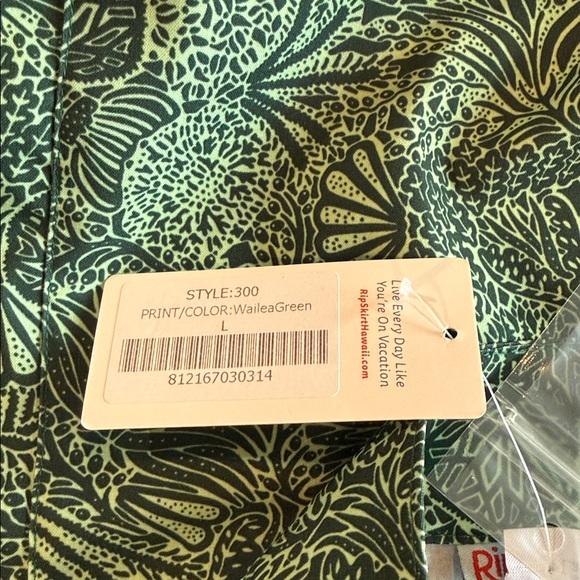 STYLE:300
PRINT/COLOR:WaileaGreen
L
812167030314
Live Every Day Like
You're On Vacation
RipSkirtHawaii.com